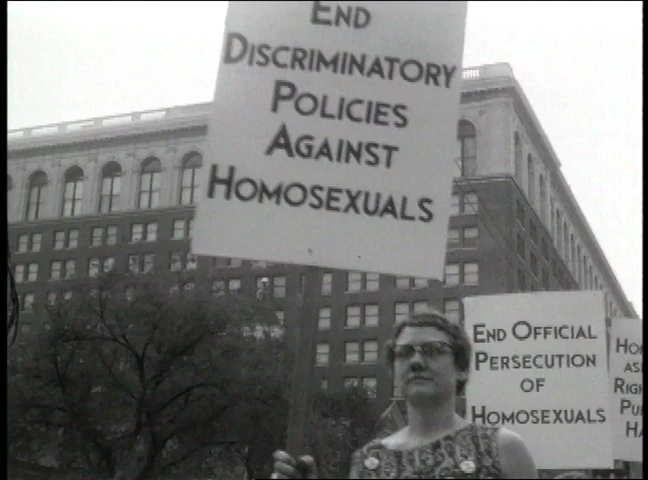 END
DISCRIMINATORY
POLICIES
AGAINST
HOMOSEXUALS
END OFFICIAL
PERSECUTION
OF
HOMOSEXUALS